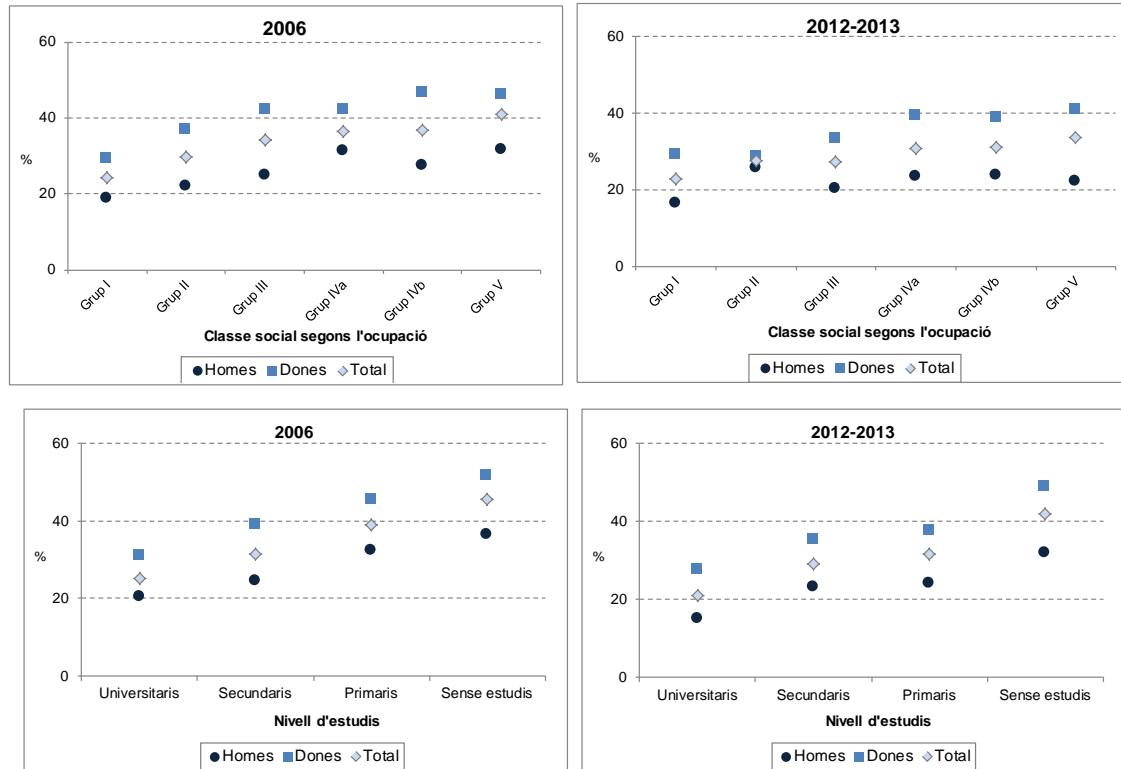 2006
60
40
%
20
0
Grup I
Grup II
Grup III
Grup IVa
Grup IVb
Grup V
Classe social segons l'ocupació
Homes Dones Total
2012-2013
60
40
%
20
0
Grup I
Grup II
Grup III
Grup IVa
Grup IVb
Grup V
Classe social segons l'ocupació
Homes Dones Total
2006
60
40
%
20
0
Universitaris Secundaris Primaris Sense estudis
Nivell d'estudis
Homes Dones Total
2012-2013
60
40
%
20
0
Universitaris Secundaris Primaris Sense estudis
Nivell d'estudis
Homes Dones Total